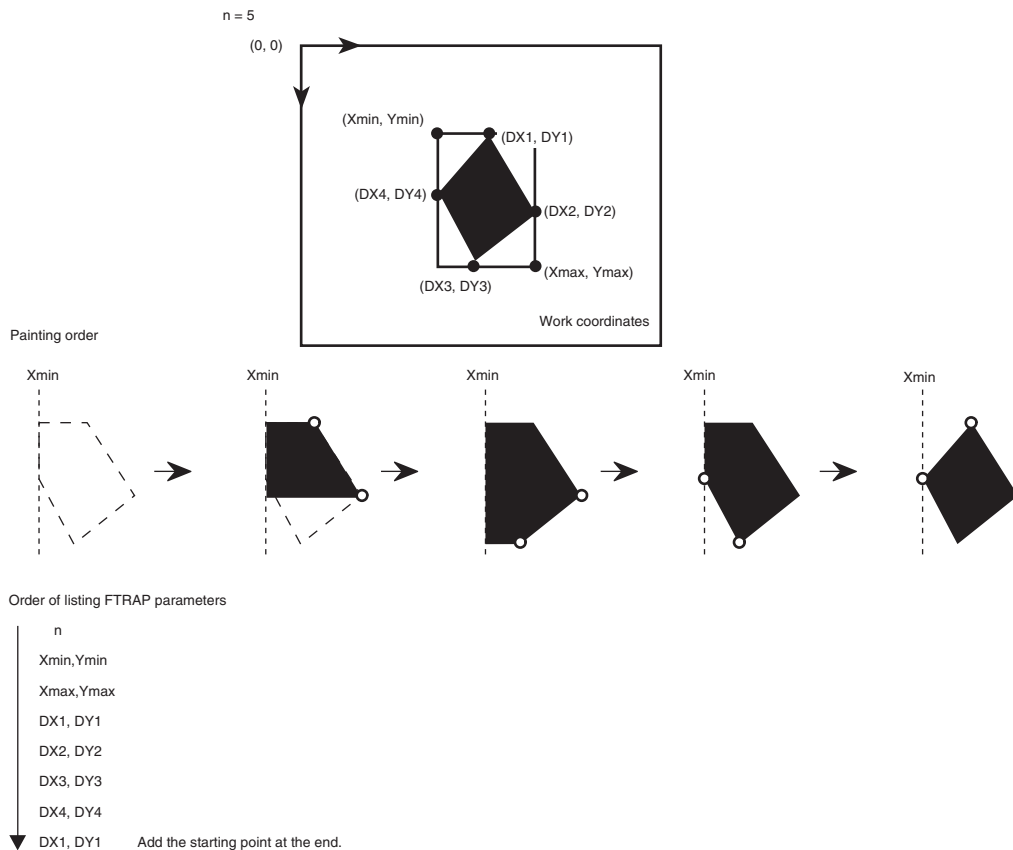 n = 5
(0, 0)
(Xmin, Ymin)
(DX1, DY1)
(DX4, DY4)
(DX2, DY2)
(Xmax, Ymax)
(DX3, DY3)
Work coordinates
Painting order
Xmin
Xmin
Xmin
Xmin
Xmin
Order of listing FTRAP parameters
n
Xmin,Ymin
Xmax,Ymax
DX1, DY1
DX2, DY2
DX3, DY3
DX4, DY4
DX1, DY1 Add the starting point at the end.